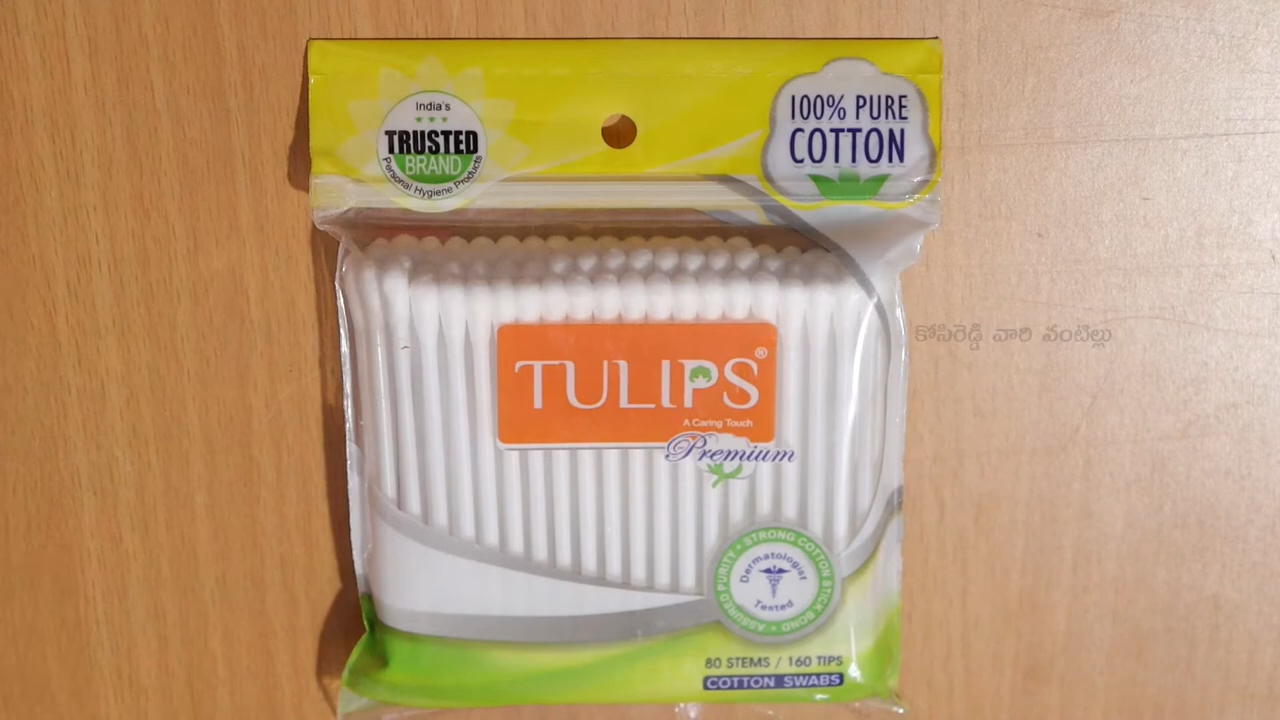 India's
TRUSTED
BRAND
Personal Hygiene Products
100% PURE
COTTON
కోసిరెడ్డి వారి వంటిల్లు
TULIPS®
A Caring Touch
Premium
STRONG COTTON STICK BOND • ASSURED PURITY •
Dermatologist
Tested
80 STEMS / 160 TIPS
COTTON SWABS